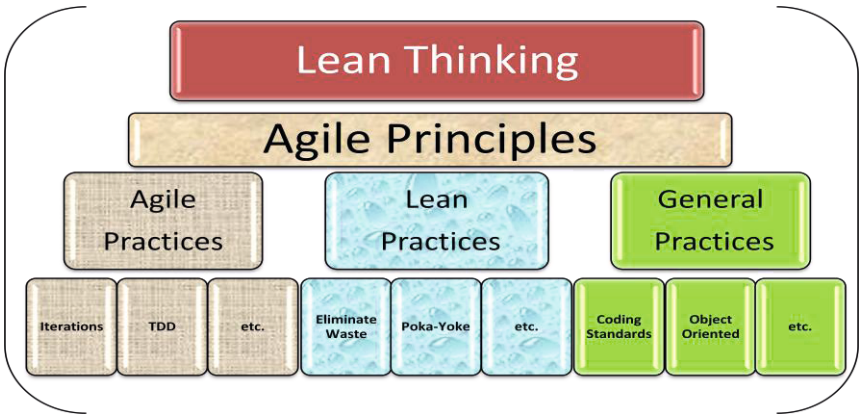 Lean Thinking
Agile Principles
Agile
Practices
Lean
Practices
General
Practices
Iterations
TDD
etc.
Eliminate
Waste
Poka-Yoke
etc.
Coding
Standards
Object
Oriented
etc.